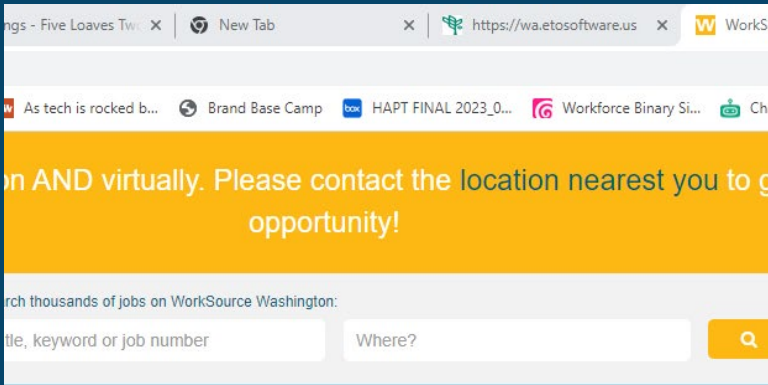 ngs - Five Loaves Tw New Tab https://wa.etosoftware.us WorkS
As tech is rocked b... Brand Base Camp box HAPT FINAL 2023_0... Workforce Binary Si... Ch
on AND virtually. Please contact the location nearest you to g
opportunity!
rch thousands of jobs on WorkSource Washington:
tle, keyword or job number Where?